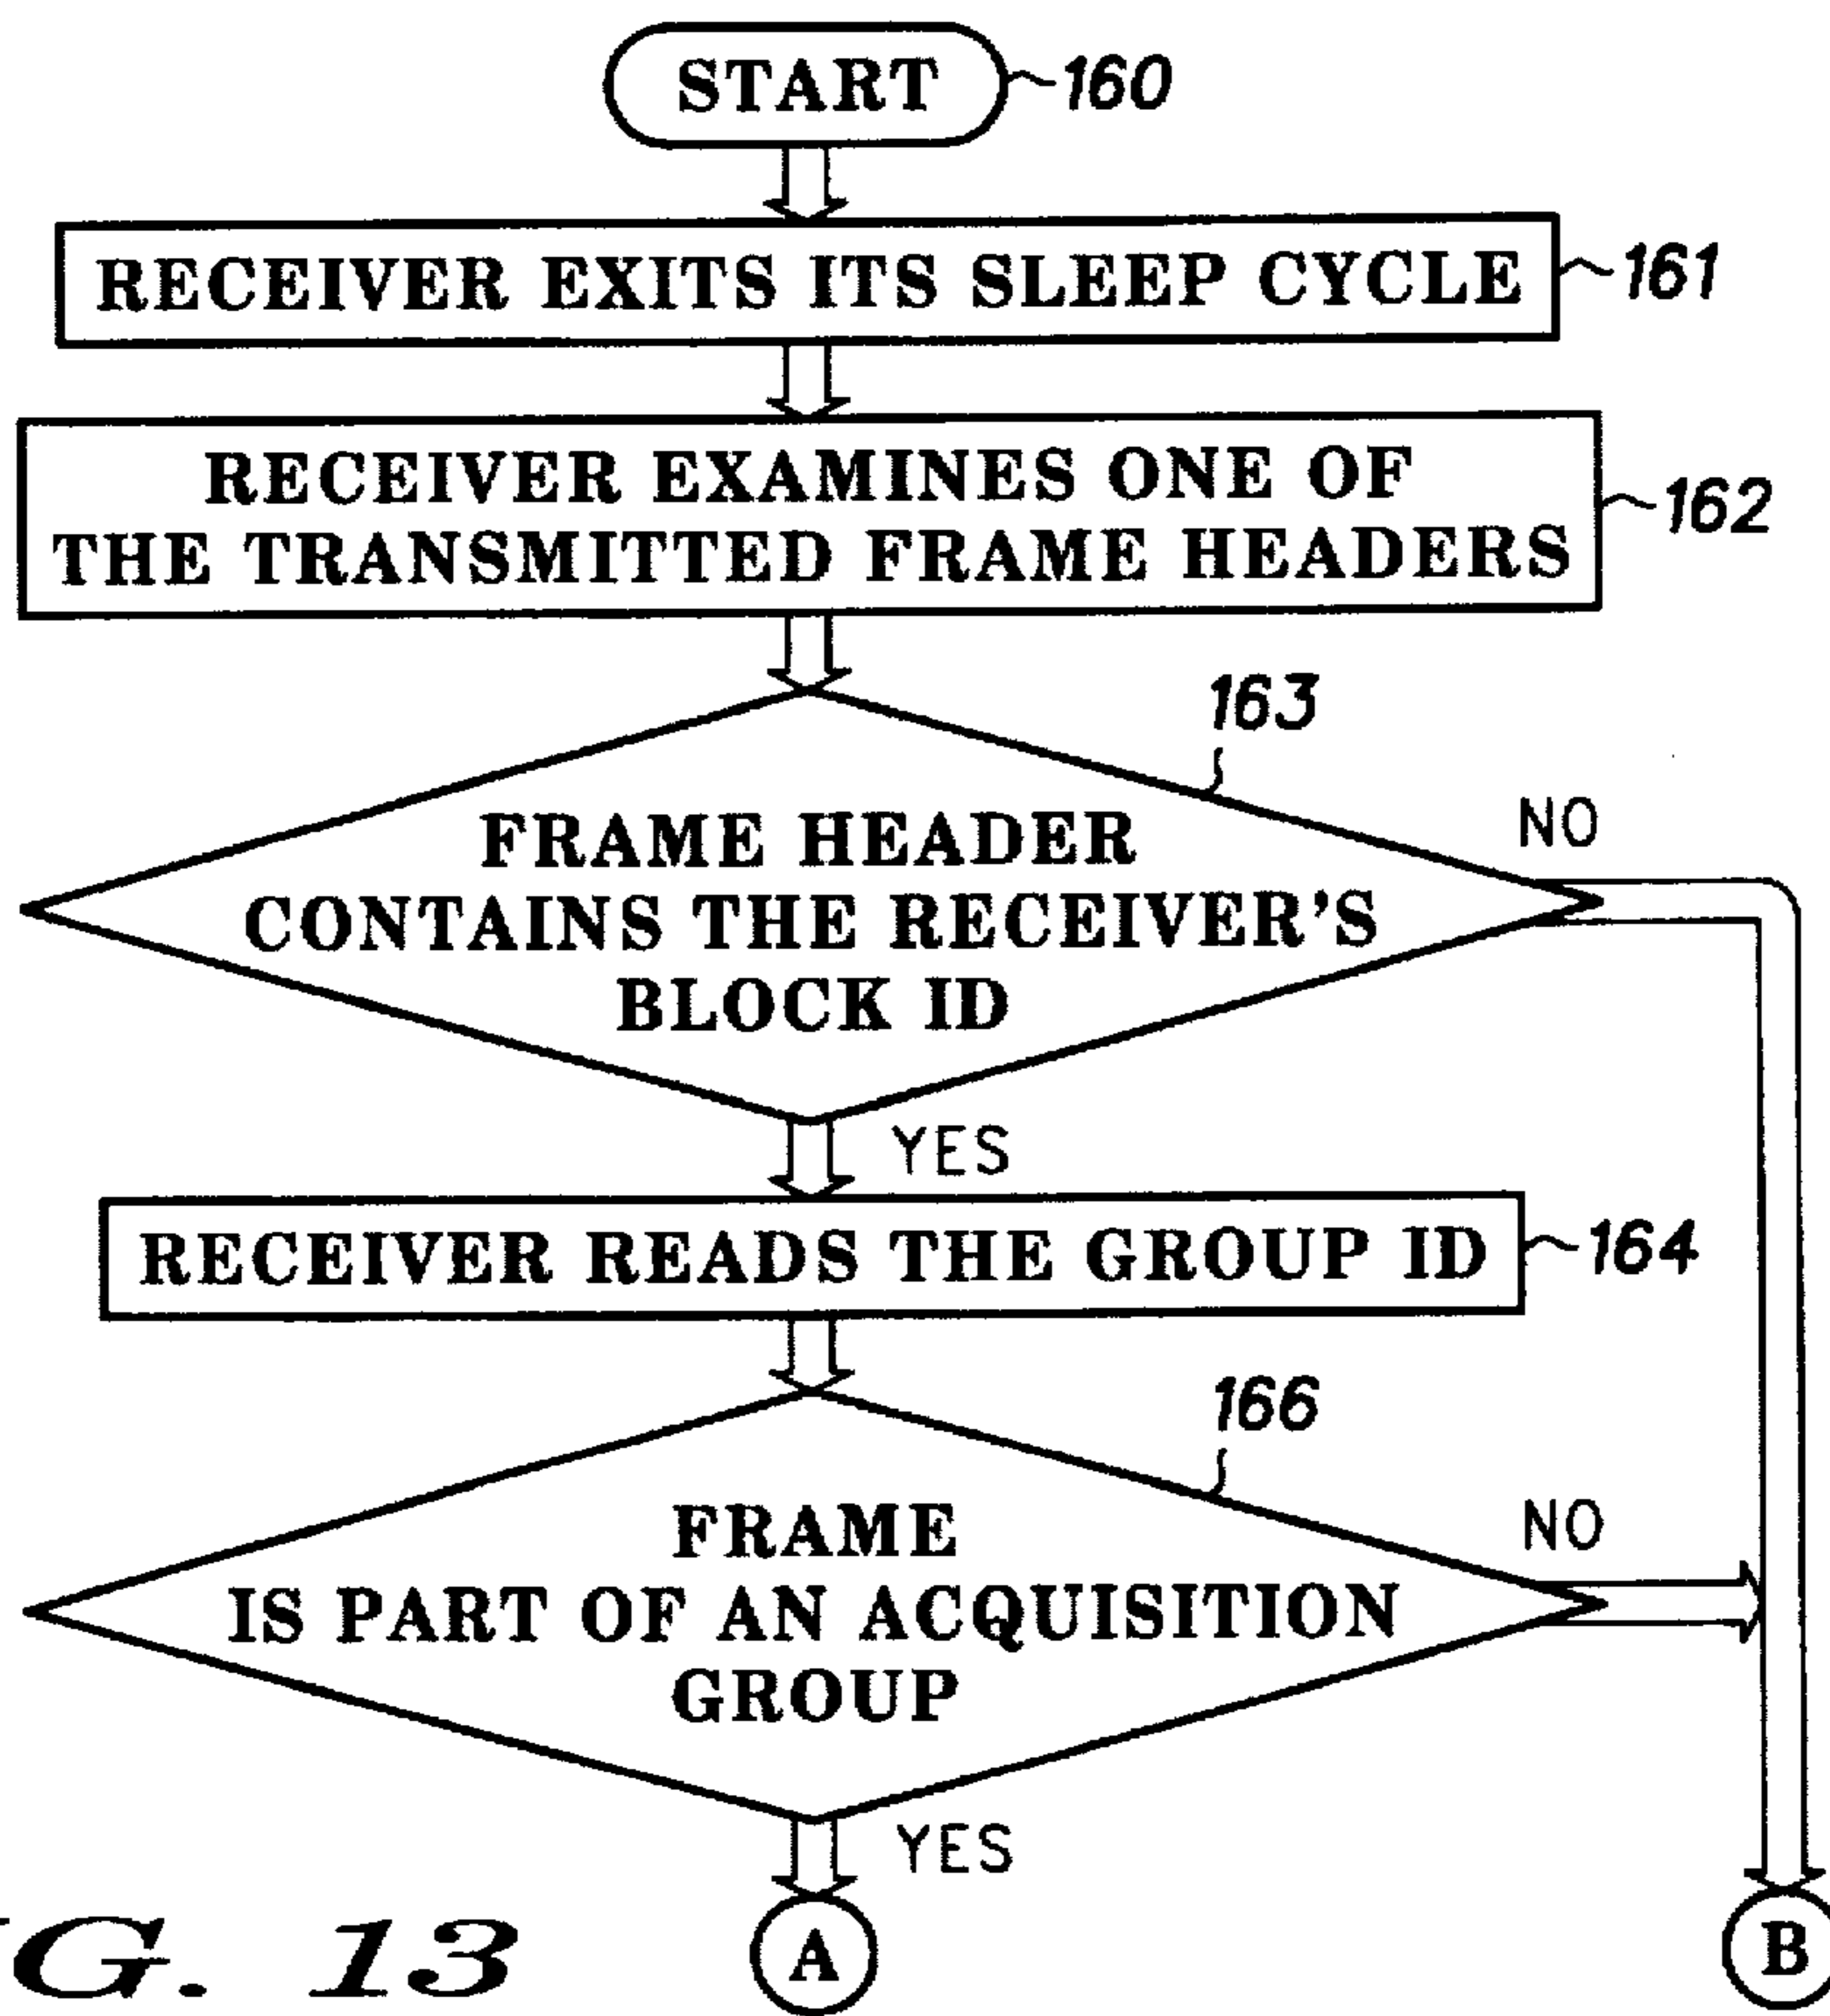 START
160
RECEIVER EXITS ITS SLEEP CYCLE
161
RECEIVER EXAMINES ONE OF
THE TRANSMITTED FRAME HEADERS
162
163
FRAME HEADER
CONTAINS THE RECEIVER'S
BLOCK ID
NO
YES
RECEIVER READS THE GROUP ID
164
166
FRAME
IS PART OF AN ACQUISITION
GROUP
NO
YES
A
B
G. 13